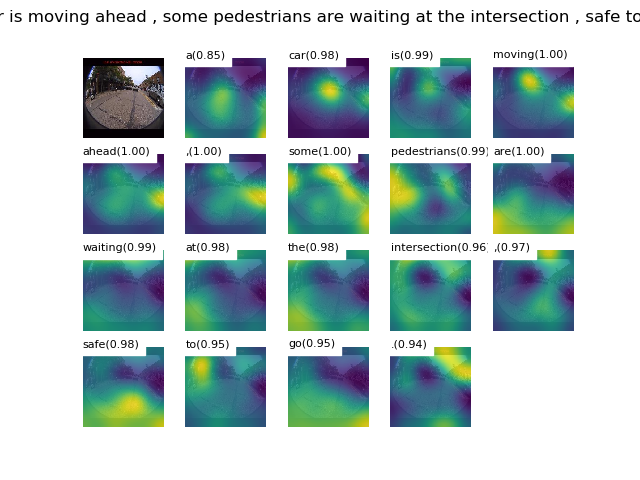 r is moving ahead , some pedestrians are waiting at the intersection , safe to
a(0.85) car(0.98) is(0.99) moving(1.00)
ahead(1.00) ,(1.00) some(1.00) pedestrians(0.99) are(1.00)
waiting(0.99) at(0.98) the(0.98) intersection(0.96) ,(0.97)
safe(0.98) to(0.95) go(0.95) .(0.94)